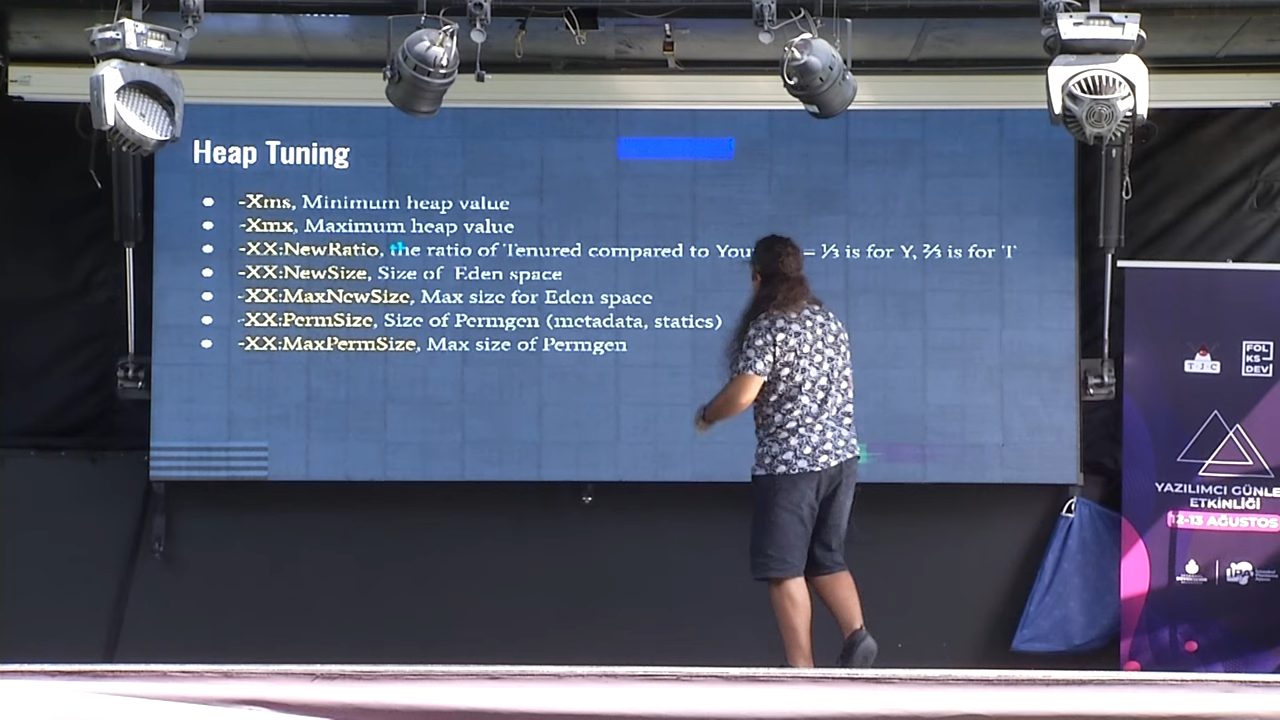 Heap Tuning
● -Xms, Minimum heap value
● -Xmx, Maximum heap value
● -XX:NewRatio, the ratio of Tenured compared to = ⅓ is for Y, ⅔ is for T
● -XX:NewSize, Size of Eden space
● -XX:MaxNewSize, Max size for Eden space
● -XX:PermSize, Size of Permgen (metadata, statics)
● -XX:MaxPermSize, Max size of Permgen
T J C
FOL
KS
DEV
YAZILIMCI GÜNLE
ETKİNLİĞİ
12-13 AĞUSTOS